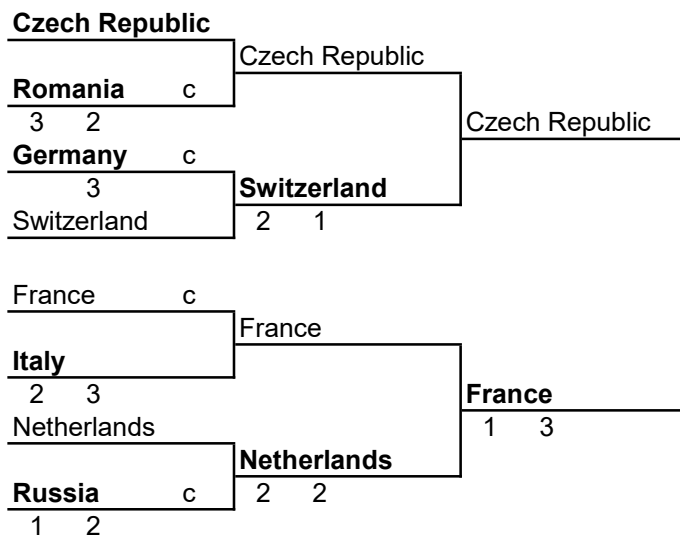 Czech Republic
Czech Republic
Romania c
3 2
Czech Republic
Germany c
3
Switzerland
Switzerland
2 1
France c
France
Italy
2 3
France
1 3
Netherlands
Netherlands
2 2
Russia c
1 2